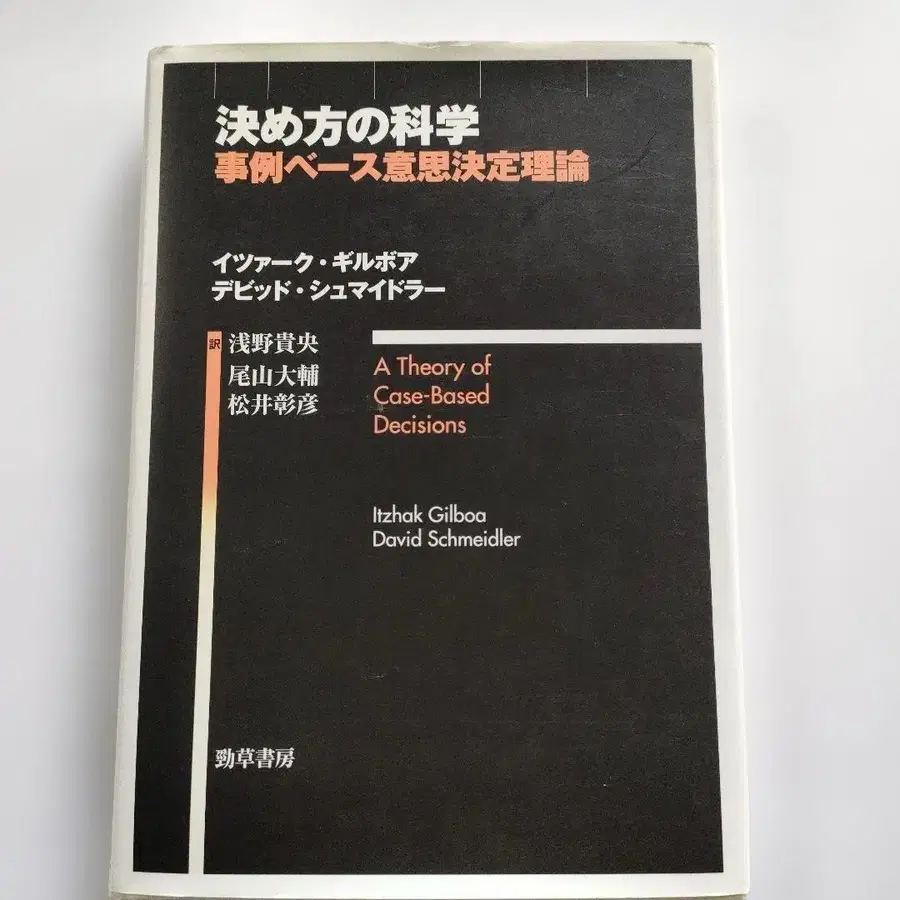 決め方の科学
事例ベース意思決定理論
イツァーク・ギルボア
デビッド・シュマイドラー
訳
浅野貴央
尾山大輔
松井彰彦
A Theory of
Case-Based
Decisions
Itzhak Gilboa
David Schmeidler
勁草書房